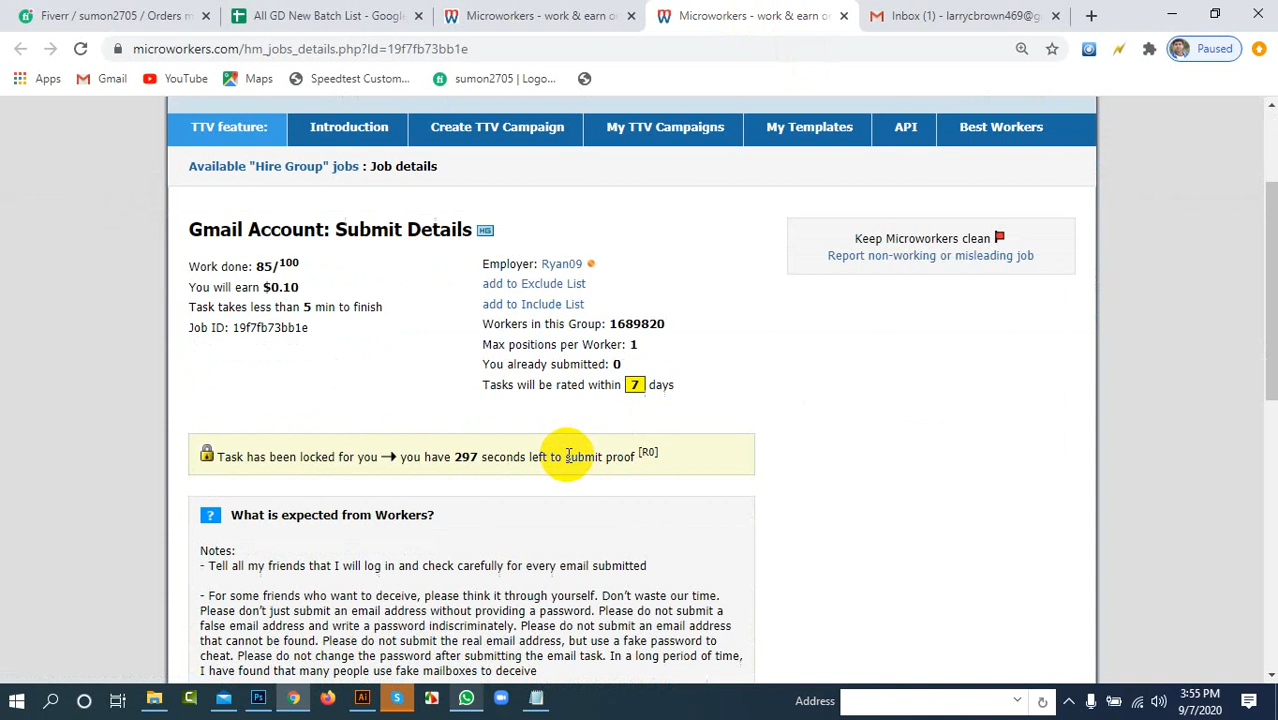 Fiverr / sumon2705 / Orders m
All GD New Batch List - Google
Microworkers - work & earn or
Microworkers - work & earn or
Inbox (1) - larrycbrown469@g
microworkers.com/hm_jobs_details.php?Id=19f7fb73bb1e
Paused
Apps
Gmail
YouTube
Maps
Speedtest Custom...
sumon2705 | Logo...
TTV feature:
Introduction
Create TTV Campaign
My TTV Campaigns
My Templates
API
Best Workers
Available "Hire Group" jobs : Job details
Gmail Account: Submit Details HG
Work done: 85/100
You will earn $0.10
Task takes less than 5 min to finish
Job ID: 19f7fb73bb1e
Employer: Ryan09
add to Exclude List
add to Include List
Workers in this Group: 1689820
Max positions per Worker: 1
You already submitted: 0
Tasks will be rated within 7 days
Keep Microworkers clean
Report non-working or misleading job
Task has been locked for you → you have 297 seconds left to submit proof [R0]
? What is expected from Workers?
Notes:
- Tell all my friends that I will log in and check carefully for every email submitted
- For some friends who want to deceive, please think it through yourself. Don't waste our time.
Please don't just submit an email address without providing a password. Please do not submit a
false email address and write a password indiscriminately. Please do not submit an email address
that cannot be found. Please do not submit the real email address, but use a fake password to
cheat. Please do not change the password after submitting the email task. In a long period of time,
I have found that many people use fake mailboxes to deceive
Address
3:55 PM
9/7/2020